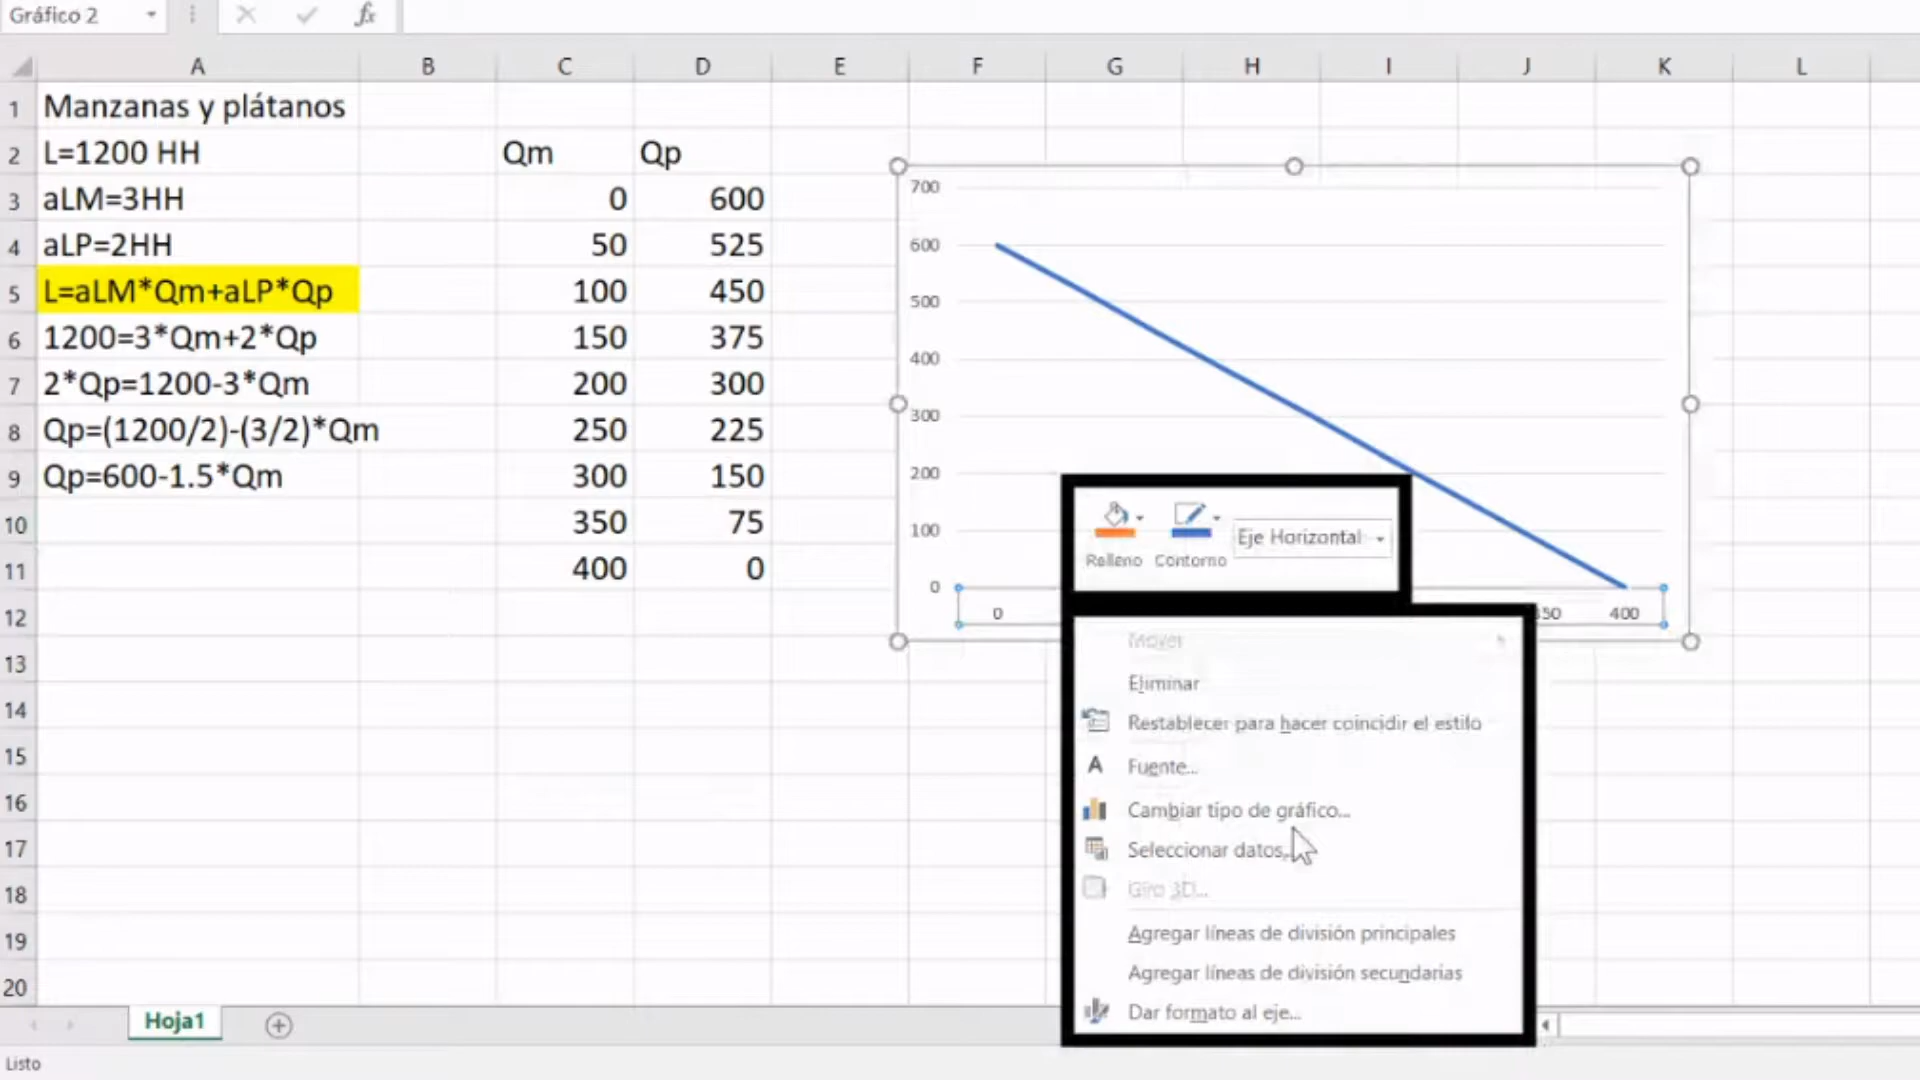 Gráfico 2
fx
A B C D E F G H I J K L
1 Manzanas y plátanos
2 L=1200 HH Qm Qp
3 aLM=3HH 0 600
4 aLP=2HH 50 525
5 L=aLM*Qm+aLP*Qp 100 450
6 1200=3*Qm+2*Qp 150 375
7 2*Qp=1200-3*Qm 200 300
8 Qp=(1200/2)-(3/2)*Qm 250 225
9 Qp=600-1.5*Qm 300 150
10 350 75
11 400 0
12
13
14
15
16
17
18
19
20
700
600
500
400
300
200
100
0
0 350 400
Relleno Contorno Eje Horizontal
Mover
Eliminar
Restablecer para hacer coincidir el estilo
A Fuente...
Cambiar tipo de gráfico...
Seleccionar datos...
Giro 3D...
Agregar líneas de división principales
Agregar líneas de división secundarias
Dar formato al eje...
Hoja1
Listo